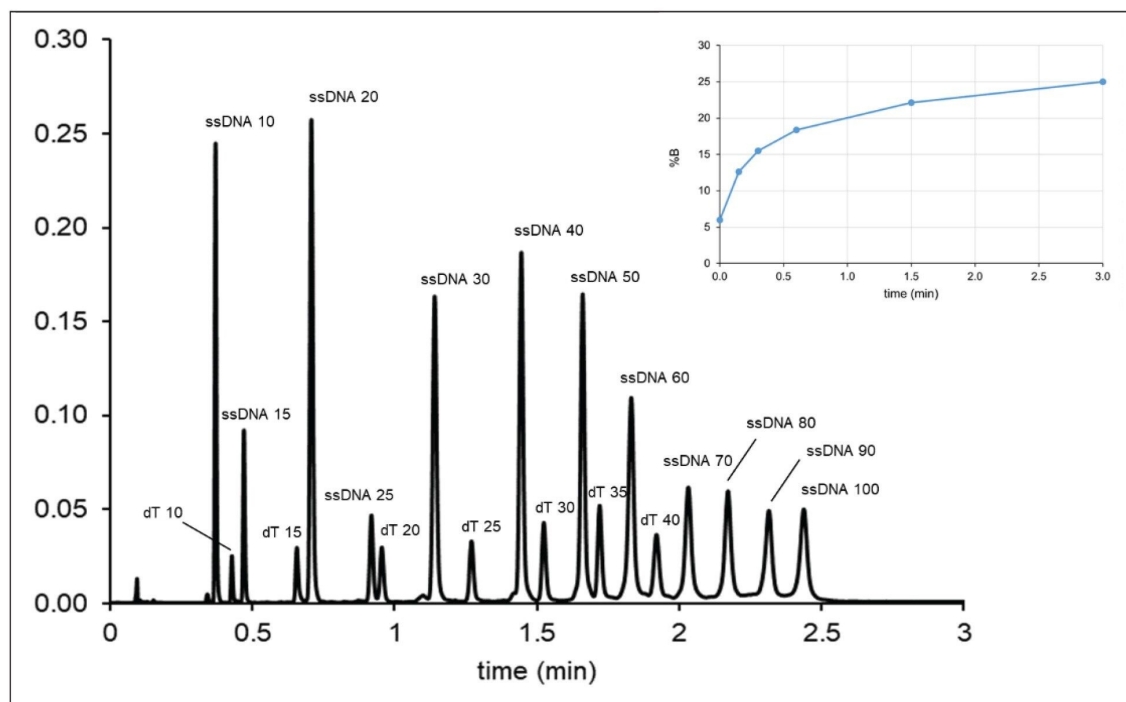 0.30
0.25
0.20
0.15
0.10
0.05
0.00
0
0.5
1
1.5
2
2.5
3
time (min)
ssDNA 10
dT 10
ssDNA 15
dT 15
ssDNA 20
ssDNA 25
dT 20
ssDNA 30
dT 25
ssDNA 40
dT 30
ssDNA 50
dT 35
ssDNA 60
dT 40
ssDNA 70
ssDNA 80
ssDNA 90
ssDNA 100
30
25
20
15
10
5
0
%B
0.0
0.5
1.0
1.5
2.0
2.5
3.0
time (min)